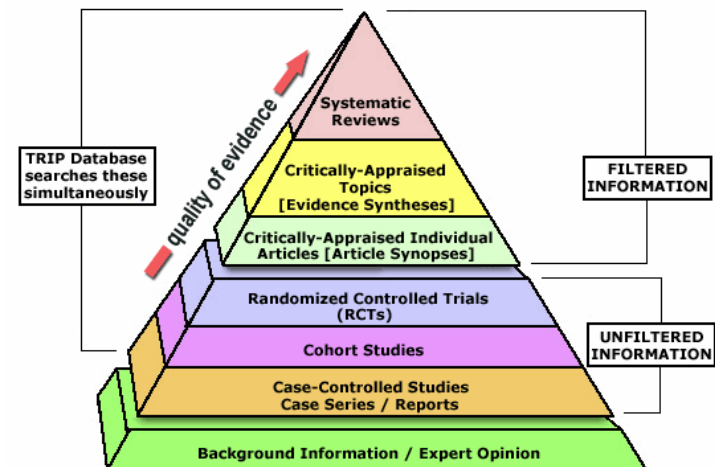 Systematic
Reviews
quality of evidence
TRIP Database
searches these
simultaneously
Critically-Appraised
Topics
[Evidence Syntheses]
FILTERED
INFORMATION
Critically-Appraised Individual
Articles [Article Synopses]
Randomized Controlled Trials
(RCTs)
UNFILTERED
INFORMATION
Cohort Studies
Case-Controlled Studies
Case Series / Reports
Background Information / Expert Opinion